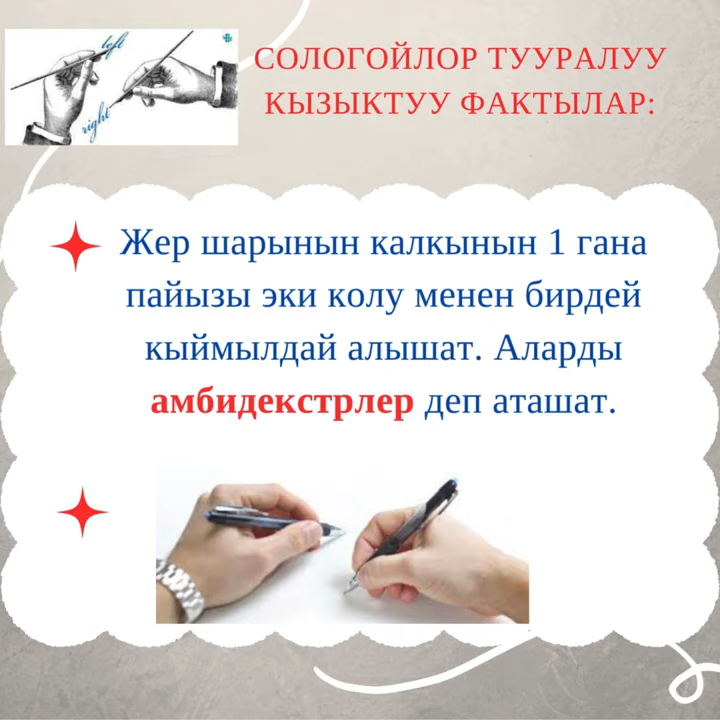 left
right
СОЛОГОЙЛОР ТУУРАЛУУ
КЫЗЫКТУУ ФАКТЫЛАР:
Жер шарынын калкынын 1 гана
пайызы эки колу менен бирдей
кыймылдай алышат. Аларды
амбидекстрлер деп аташат.